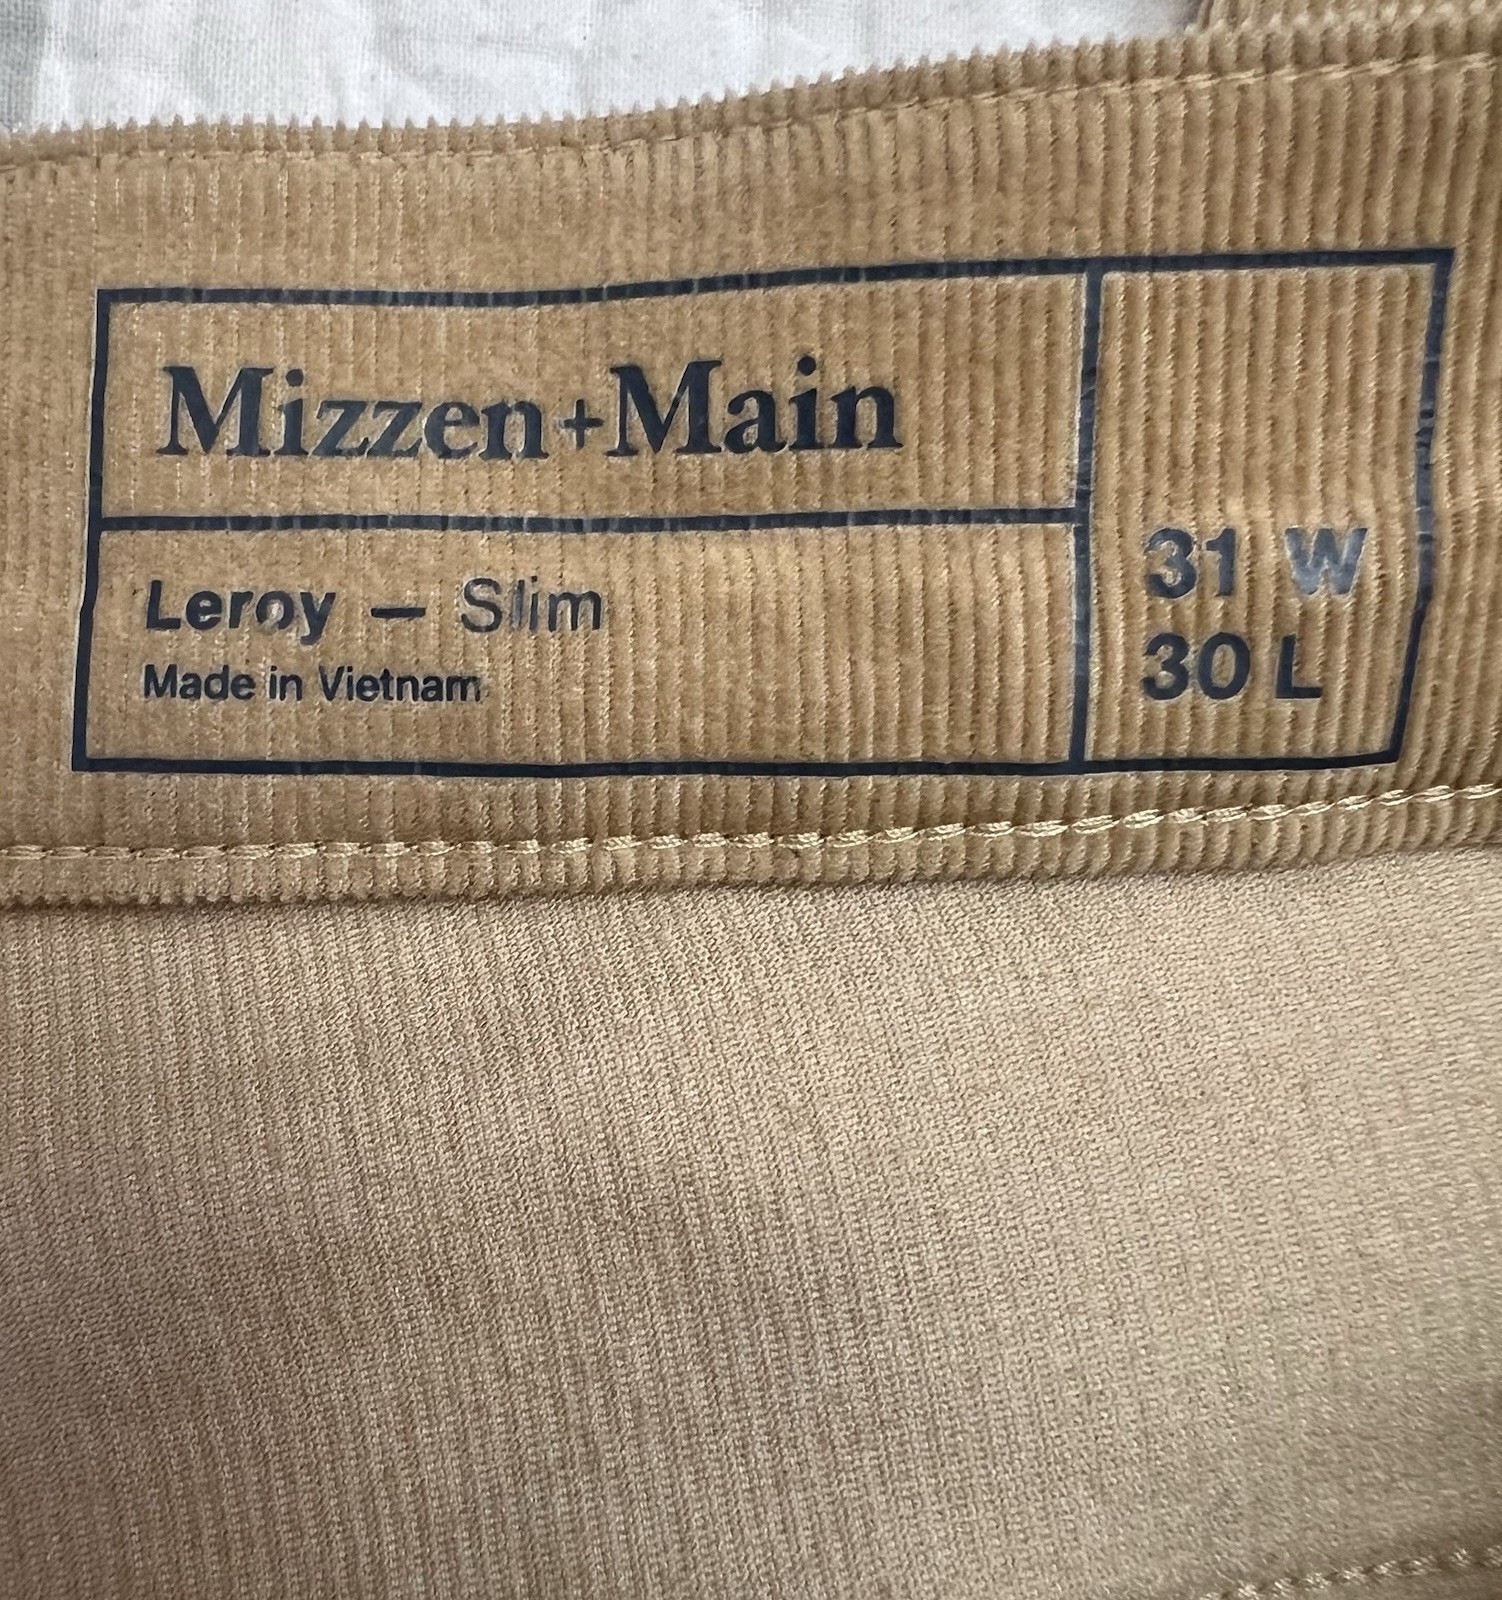 Mizzen+Main
Leroy — Slim
Made in Vietnam
31 W
30 L